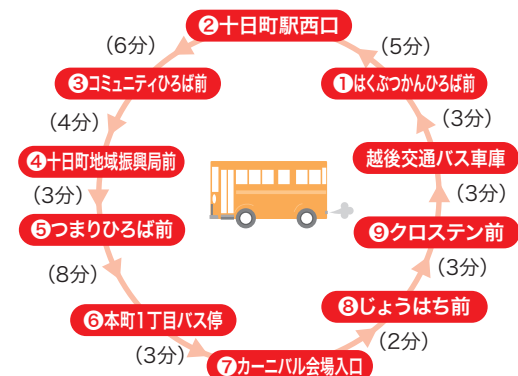 ❷十日町駅西口
(6分)
(5分)
❸コミュニティひろば前
❶はくぶつかんひろば前
(4分)
(3分)
❹十日町地域振興局前
越後交通バス車庫
(3分)
(3分)
❺つまりひろば前
❾クロステン前
(8分)
(3分)
❽じょうはち前
❻本町1丁目バス停
(2分)
(3分)
❼カーニバル会場入口